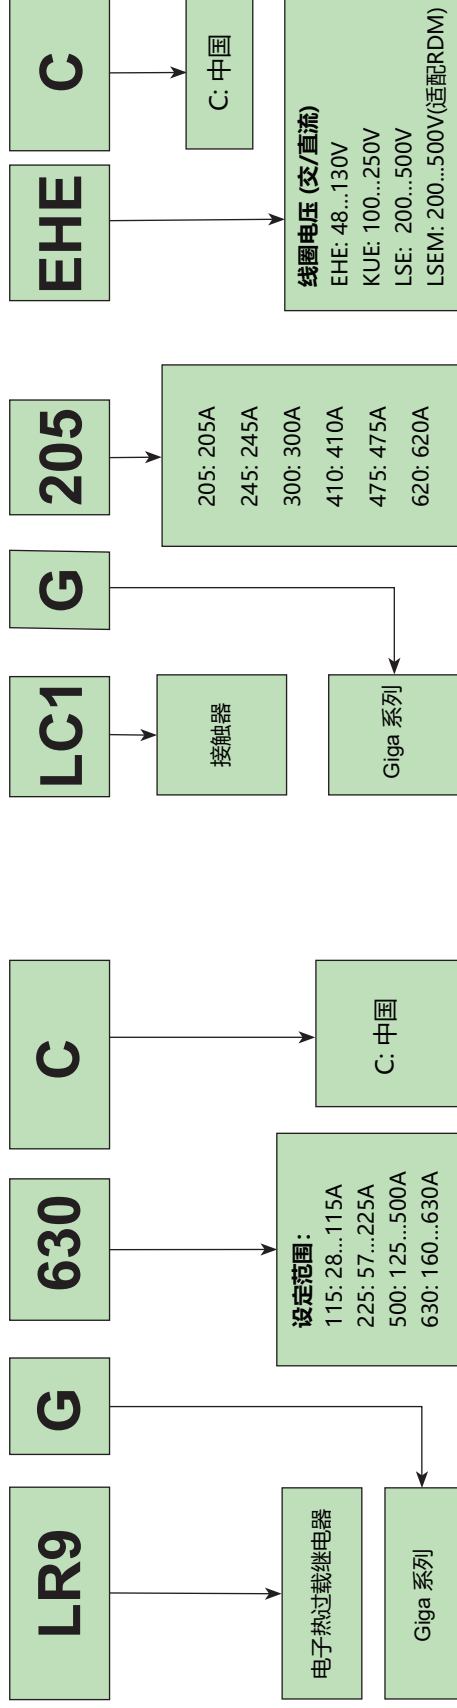 LC1
G
205
EHE
C
接触器
Giga 系列
205: 205A
245: 245A
300: 300A
410: 410A
475: 475A
620: 620A
线圈电压 (交/直流)
EHE: 48...130V
KUE: 100...250V
LSE: 200...500V
LSEM: 200...500V(适配RDM)
C: 中国
LR9
G
630
C
电子热过载继电器
Giga 系列
设定范围:
115: 28...115A
225: 57...225A
500: 125...500A
630: 160...630A
C: 中国